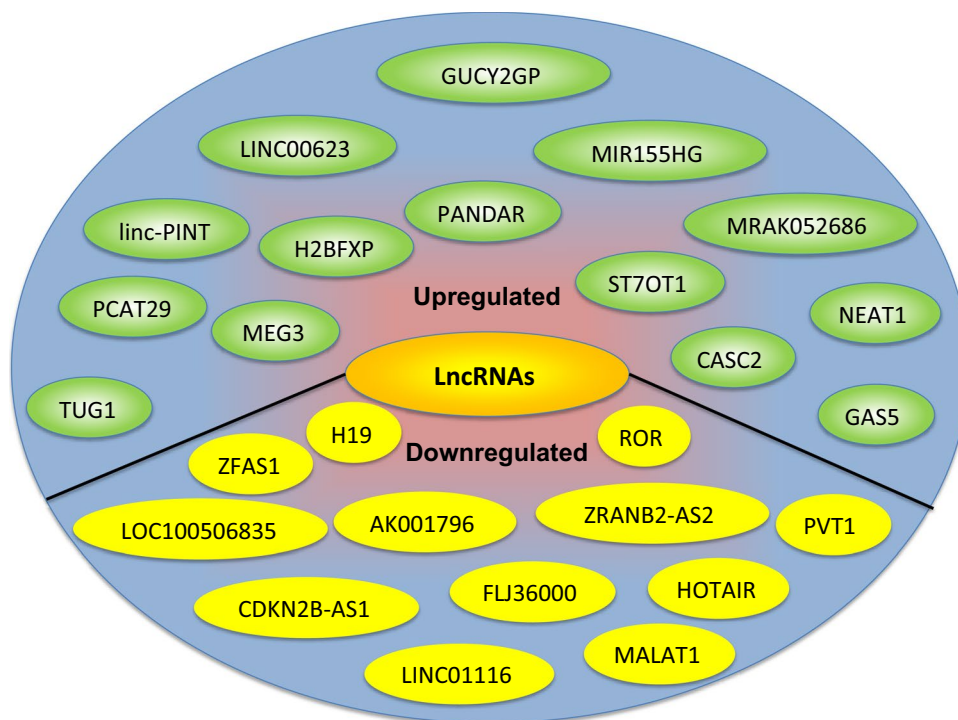 GUCY2GP
LINC00623
MIR155HG
PANDAR
linc-PINT
H2BFXP
MRAK052686
ST7OT1
Upregulated
PCAT29
MEG3
NEAT1
CASC2
LncRNAs
TUG1
GAS5
H19
ROR
Downregulated
ZFAS1
LOC100506835
AK001796
ZRANB2-AS2
PVT1
CDKN2B-AS1
FLJ36000
HOTAIR
MALAT1
LINC01116